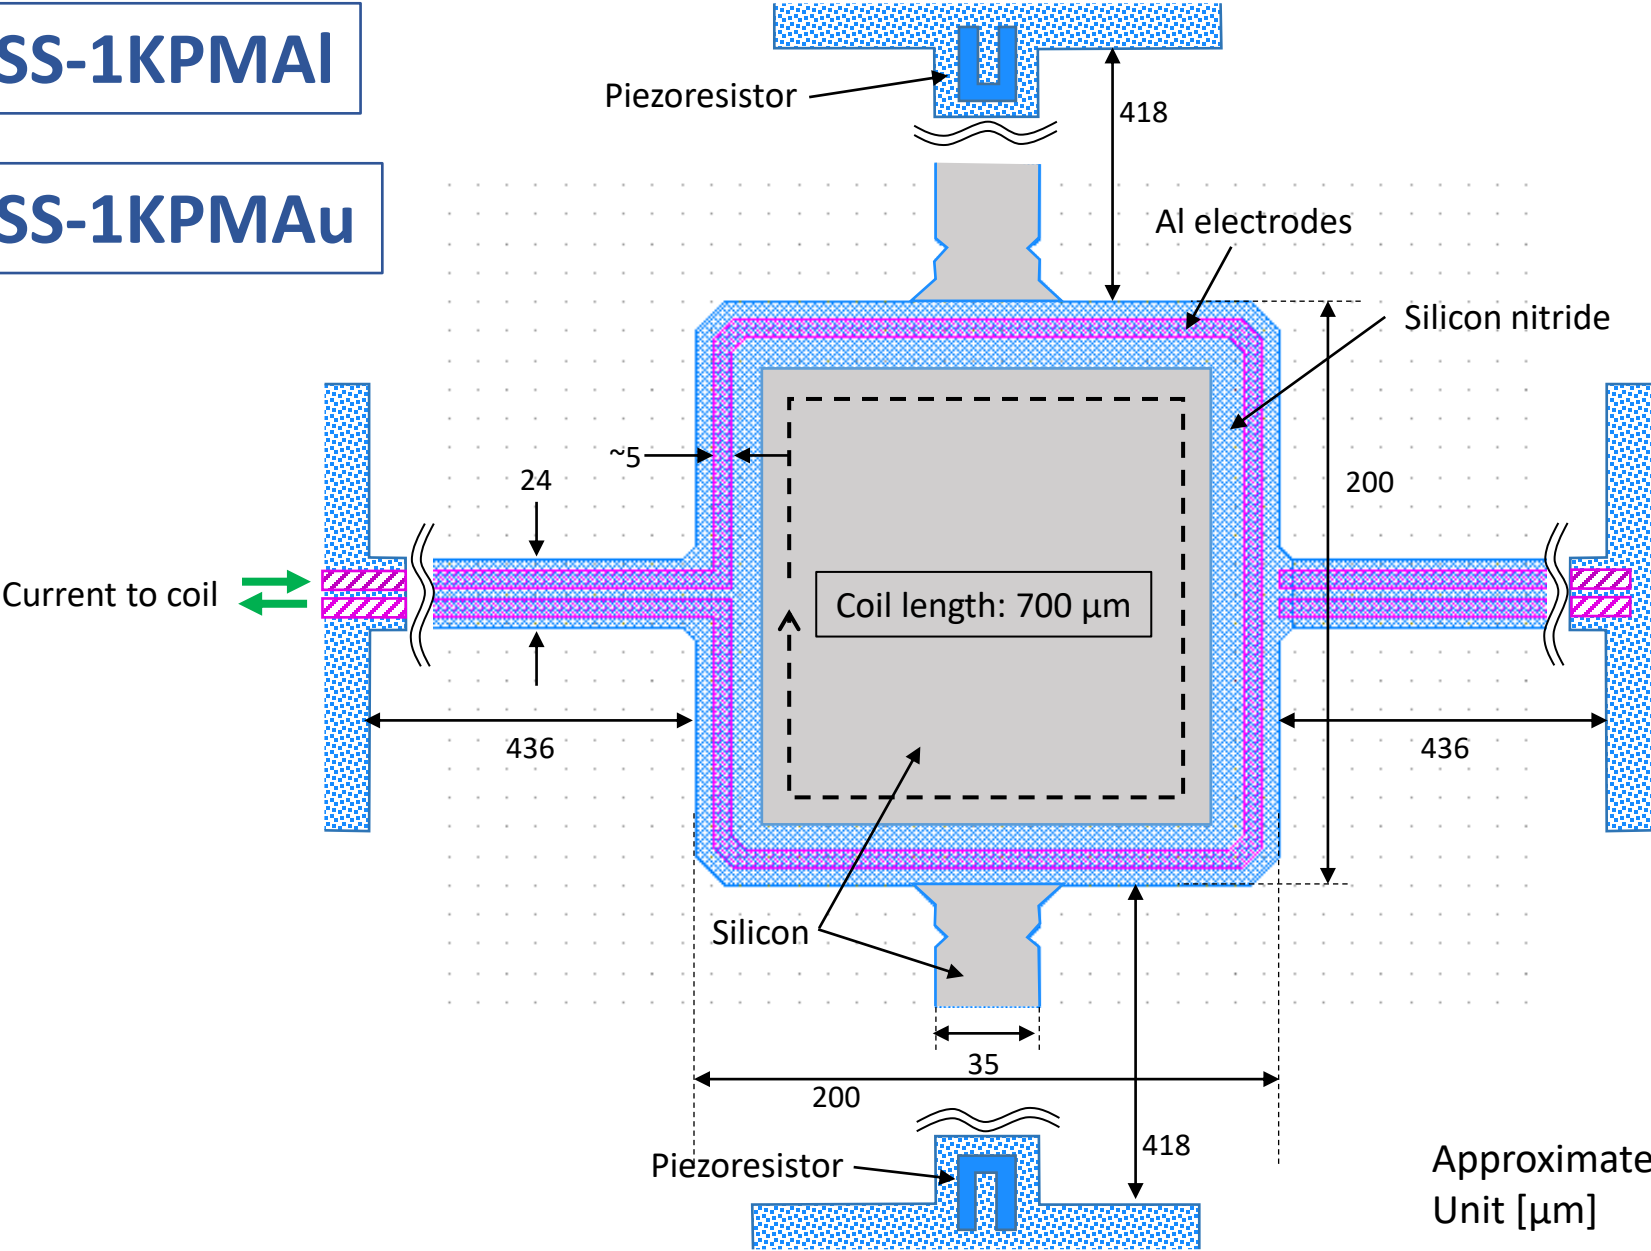 SS-1KPMAl
SS-1KPMAu
Piezoresistor
418
Al electrodes
Silicon nitride
~5
24
200
Current to coil
Coil length: 700 µm
436
436
Silicon
35
200
418
Piezoresistor
Approximate
Unit [µm]